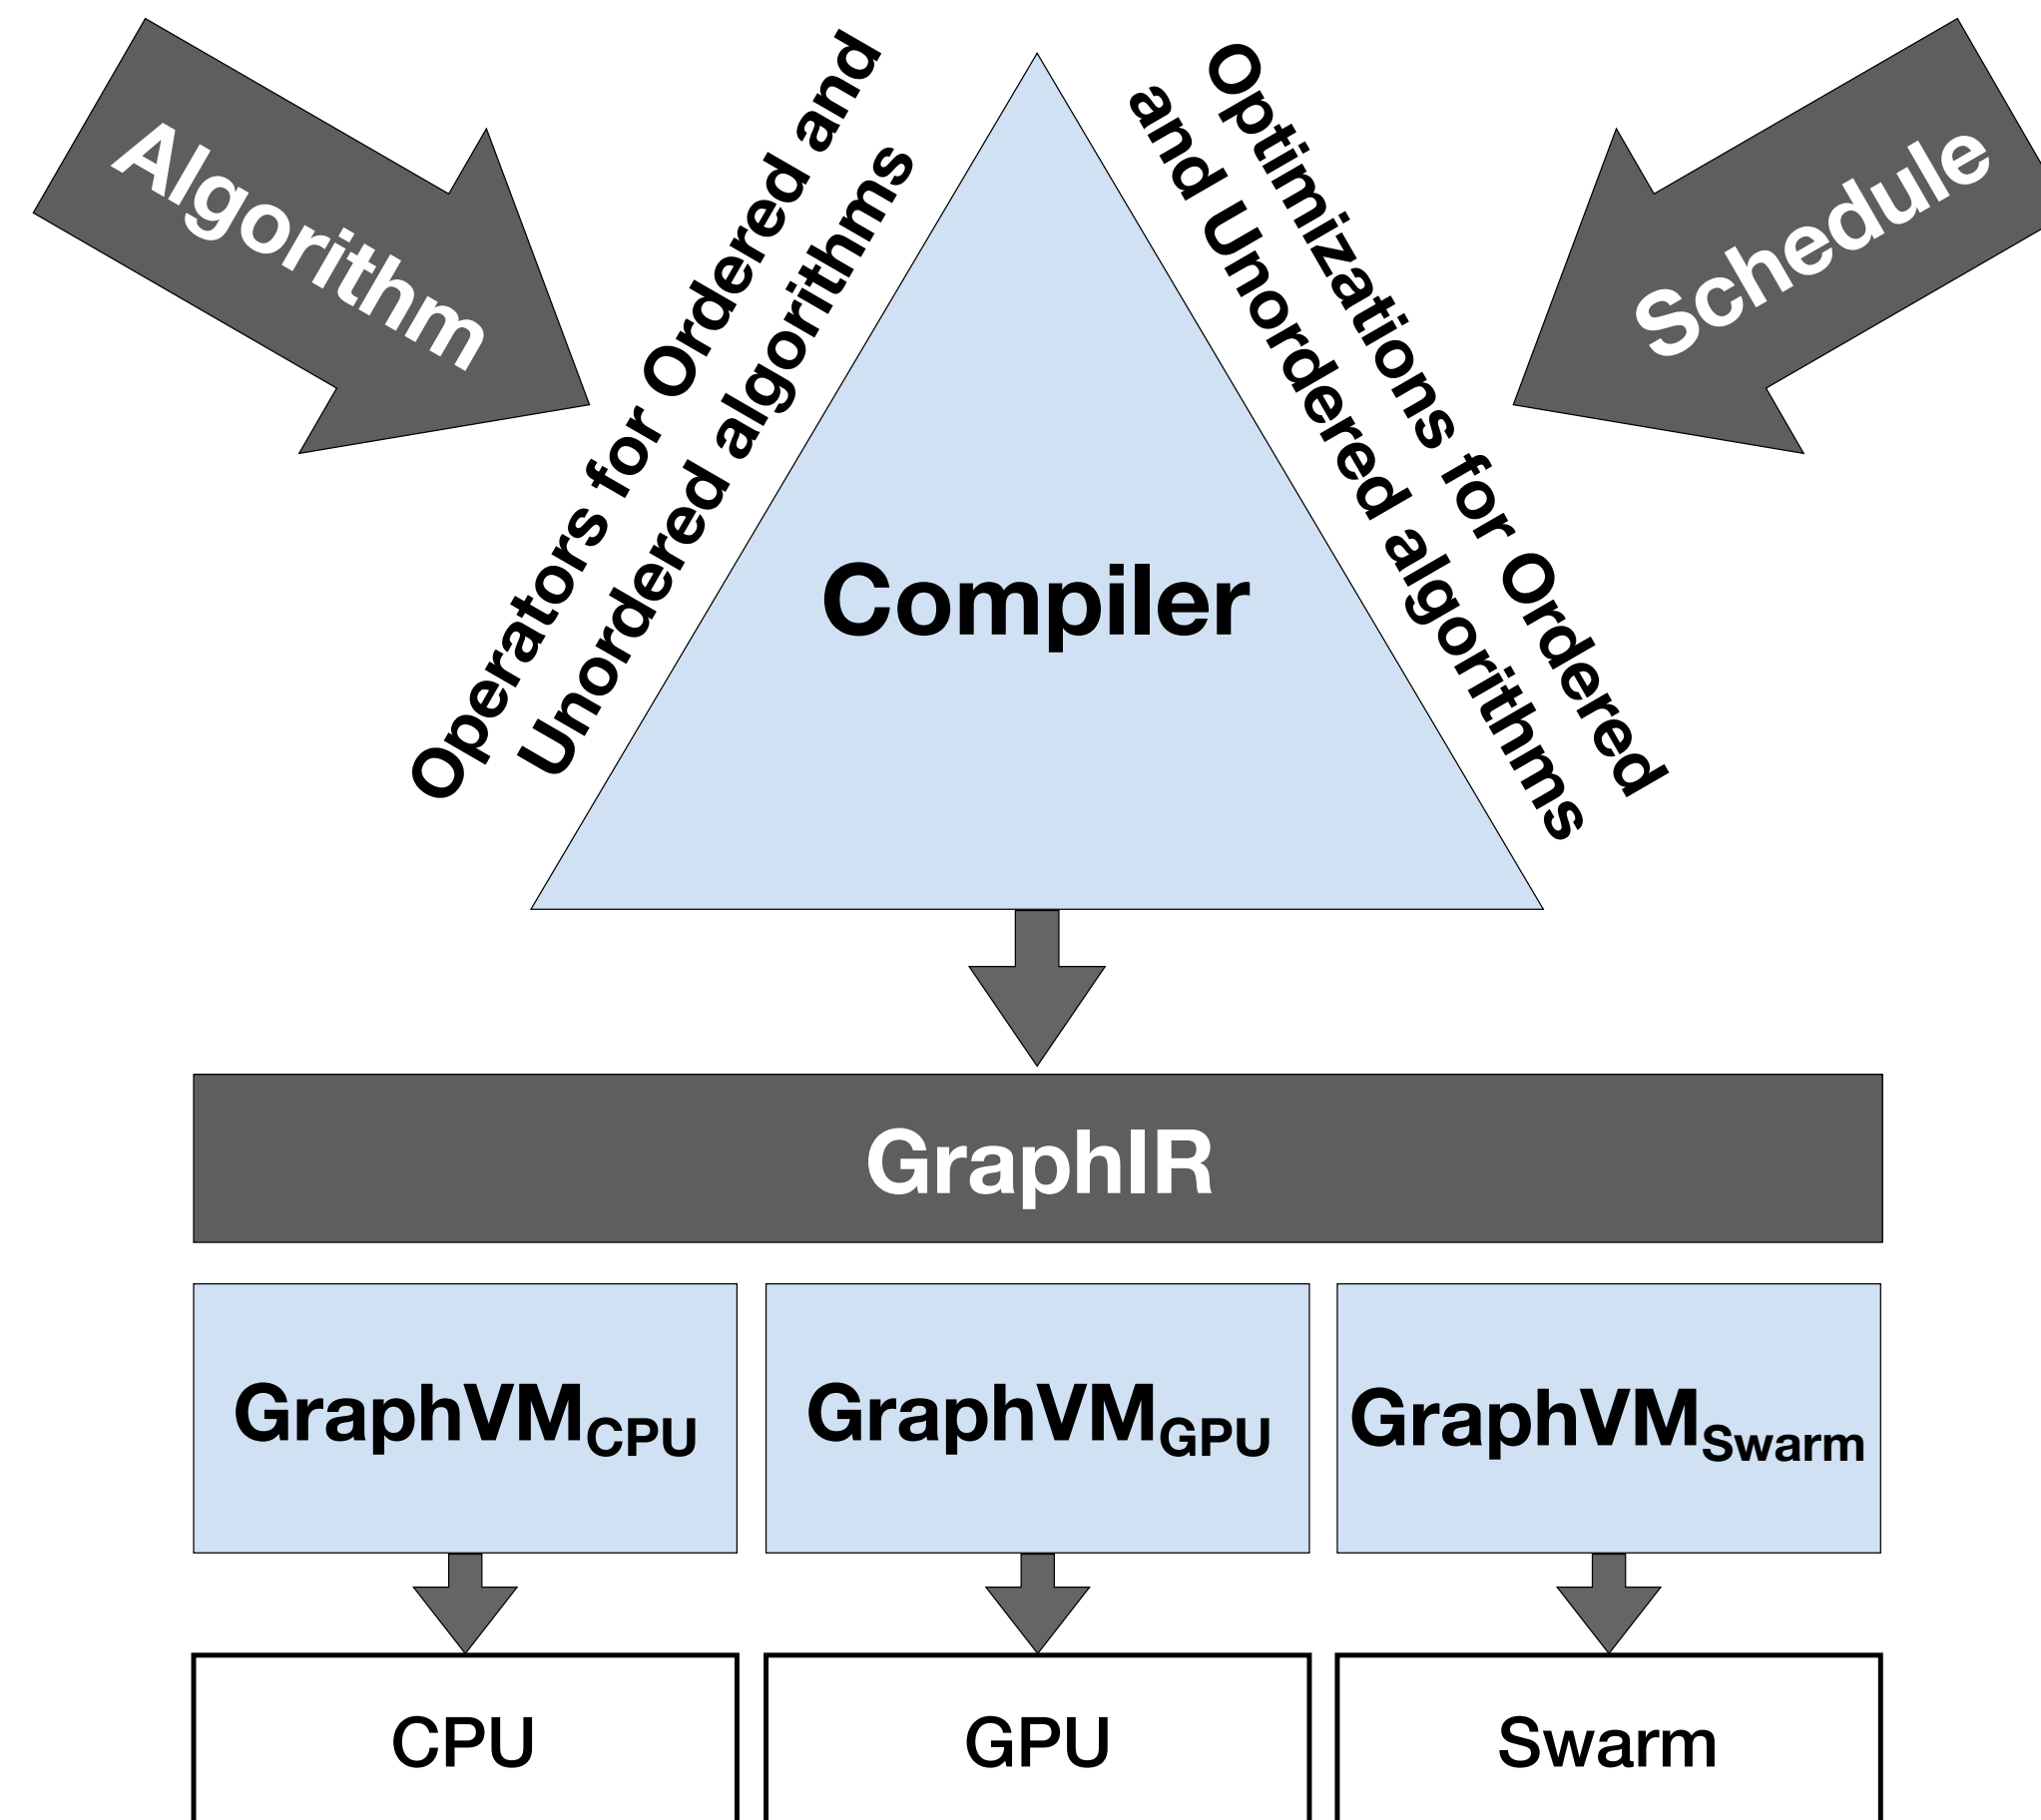 Algorithm
Operators for Ordered and
Unordered algorithms
Optimizations for Ordered
and Unordered algorithms
Schedule
Compiler
GraphIR
GraphVMCPU
GraphVMGPU
GraphVMSwarm
CPU
GPU
Swarm